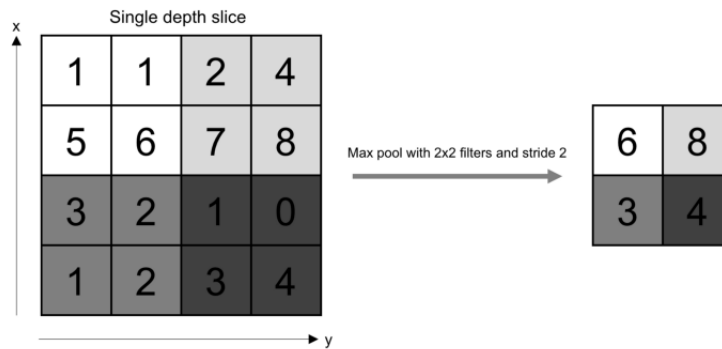 Single depth slice
x
1 1 2 4
5 6 7 8
3 2 1 0
1 2 3 4
y
Max pool with 2x2 filters and stride 2
6 8
3 4